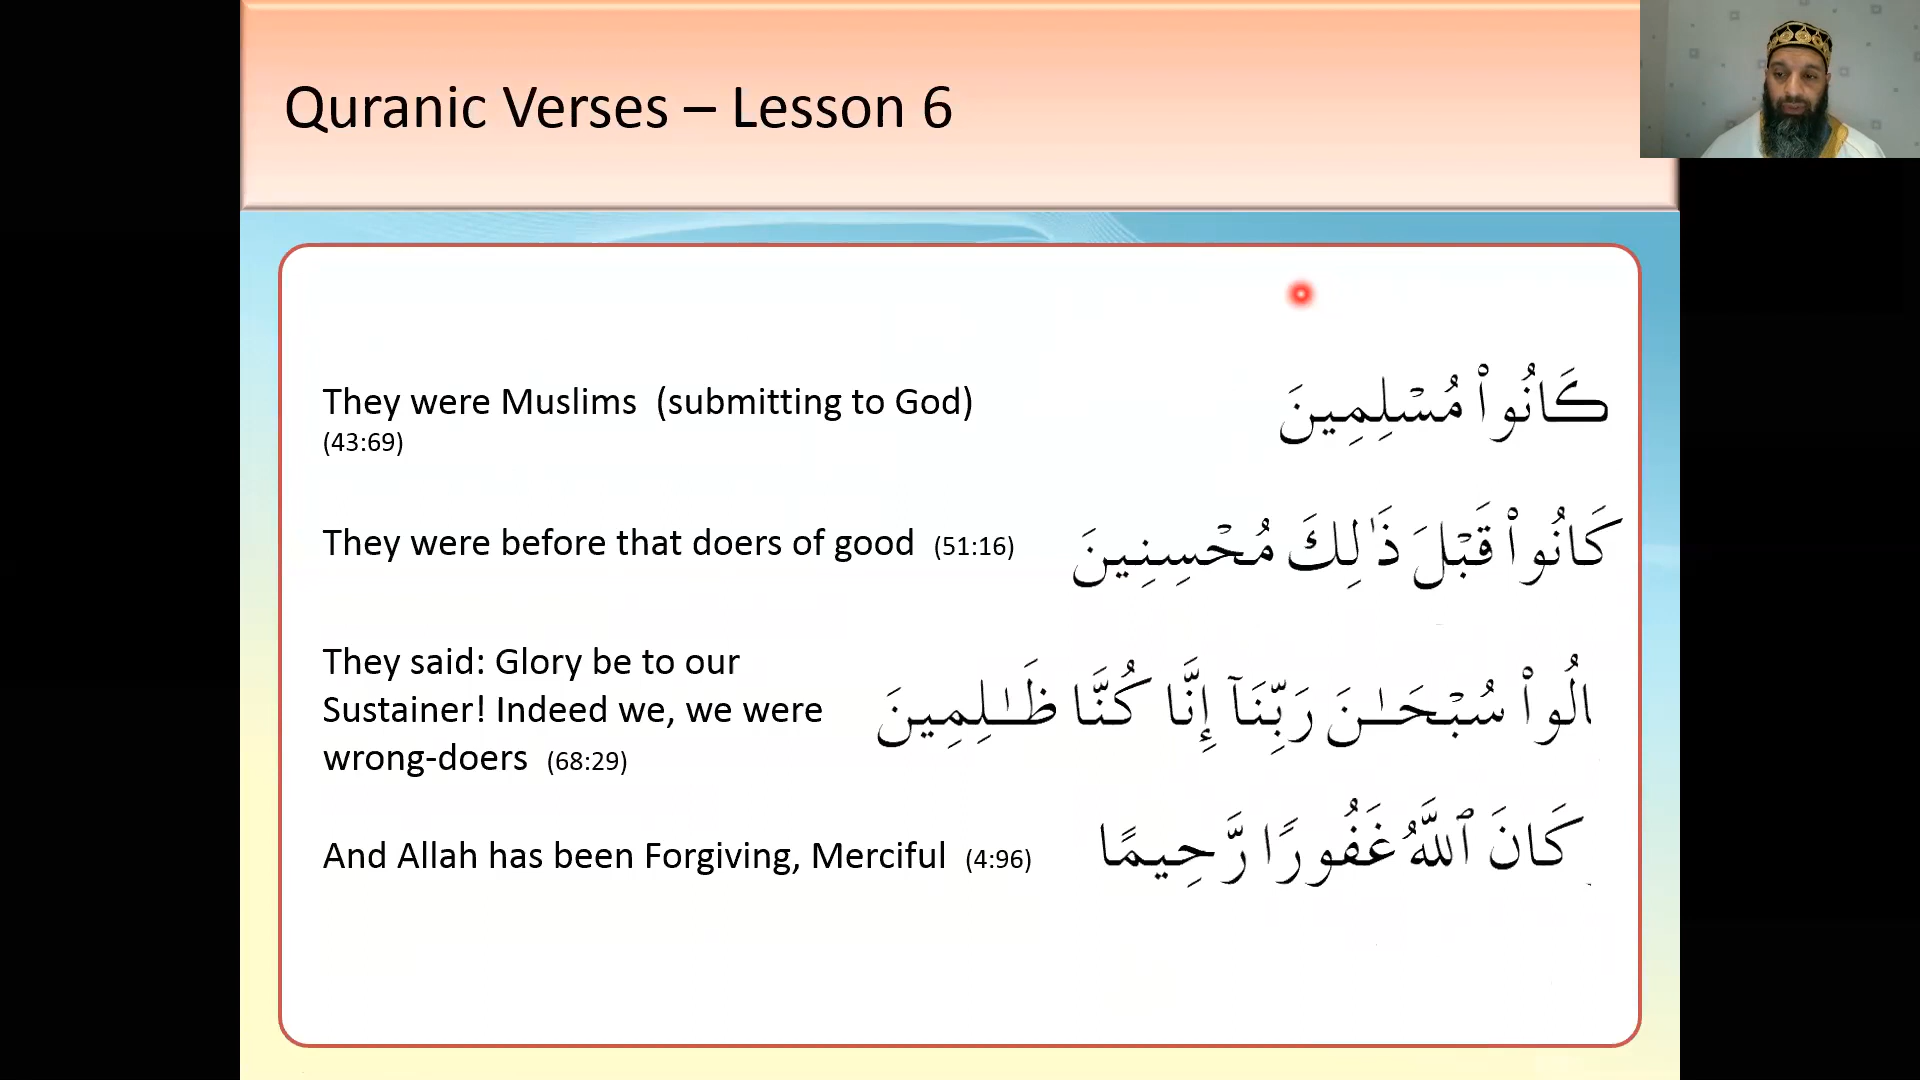 Quranic Verses – Lesson 6
They were Muslims (submitting to God)
(43:69)
كَانُوا۟ مُسْلِمِينَ
They were before that doers of good (51:16)
كَانُوا۟ قَبْلَ ذَٰلِكَ مُحْسِنِينَ
They said: Glory be to our
Sustainer! Indeed we, we were
wrong-doers (68:29)
الُوا۟ سُبْحَـٰنَ رَبِّنَآ إِنَّا كُنَّا ظَـٰلِمِينَ
And Allah has been Forgiving, Merciful (4:96)
كَانَ ٱللَّهُ غَفُورًا رَّحِيمًا